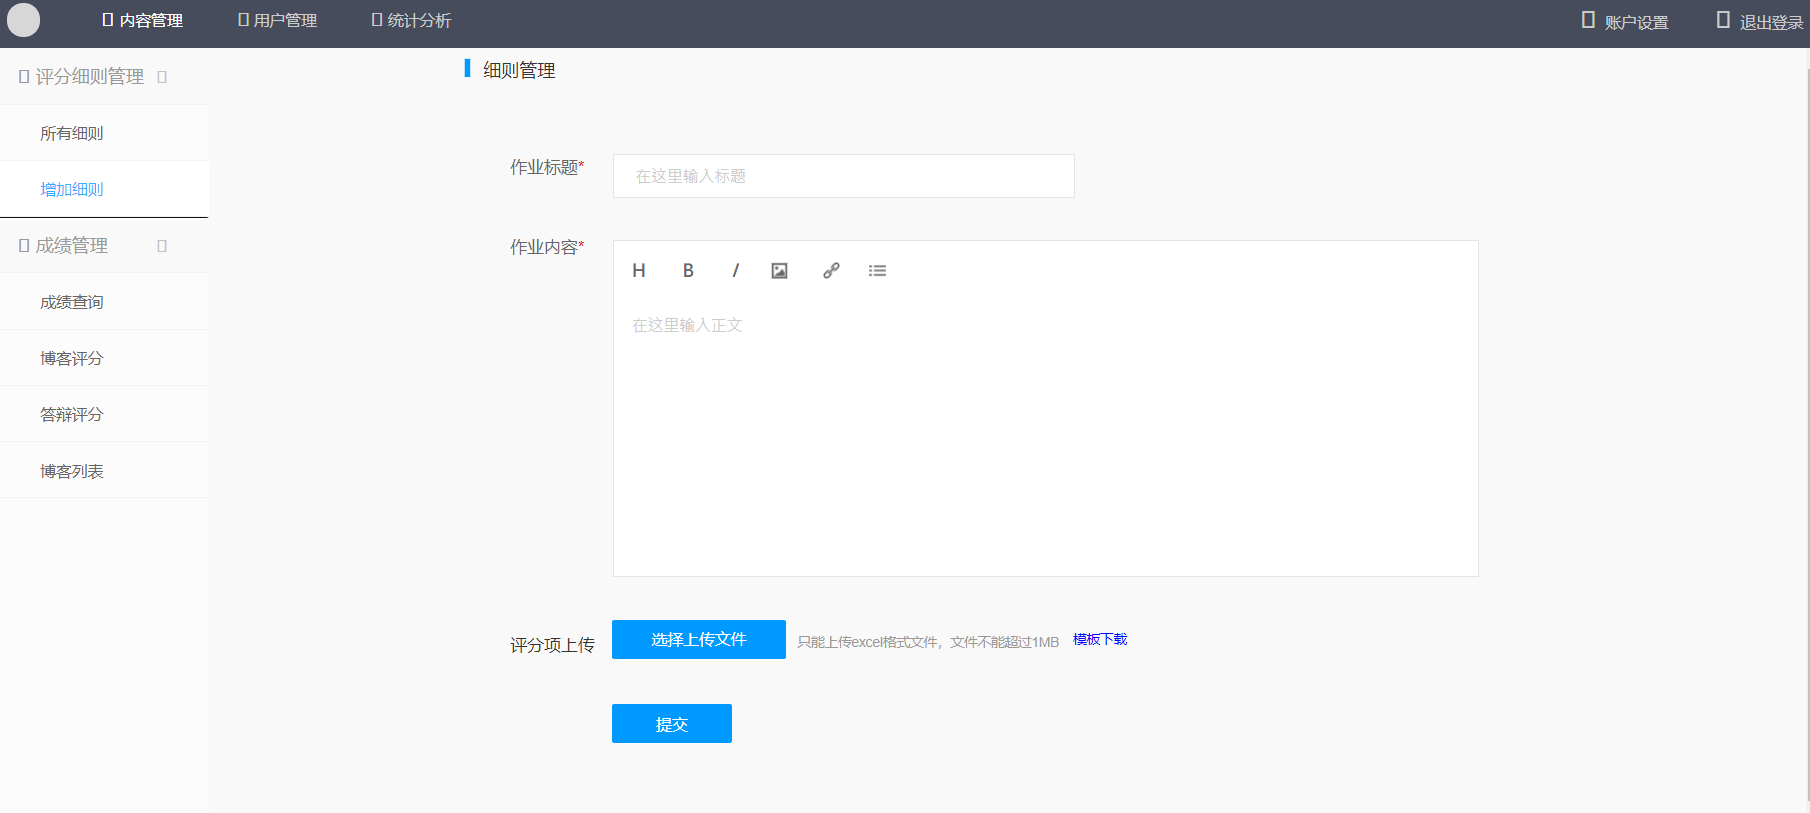 内容管理 用户管理 统计分析 账户设置 退出登录
评分细则管理
所有细则
增加细则
成绩管理
成绩查询
博客评分
答辩评分
博客列表
细则管理
作业标题* 在这里输入标题
作业内容*
H B I
在这里输入正文
评分项上传 选择上传文件 只能上传excel格式文件，文件不能超过1MB 模板下载
提交